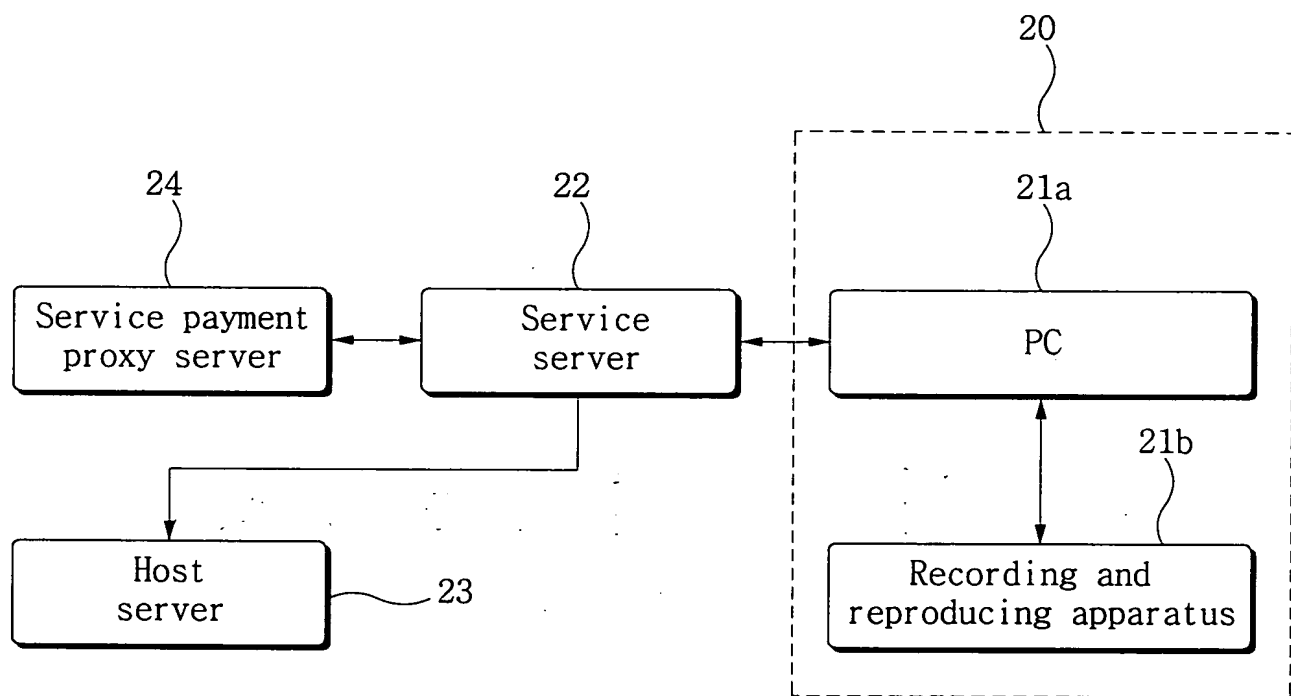 20
24
22
21a
Service payment
proxy server
Service
server
PC
21b
Host
server
23
Recording and
reproducing apparatus